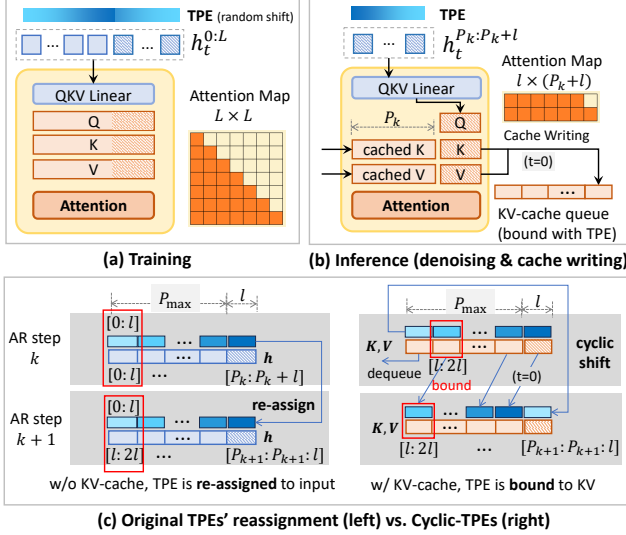 TPE (random shift)
... ...
h_t^{0:L}
QKV Linear
Q
K
V
Attention
Attention Map
L × L
(a) Training
TPE
...
h_t^{P_k:P_k+l}
QKV Linear
P_k
Q
cached K
K
cached V
V
Attention
Attention Map
l × (P_k+l)
Cache Writing
(t=0)
...
KV-cache queue
(bound with TPE)
(b) Inference (denoising & cache writing)
P_max
l
[0: l]
AR step
k
...
...
h
[0: l]
...
[P_k: P_k + l]
re-assign
[0: l]
AR step
k + 1
...
...
h
[l: 2l]
...
[P_{k+1}: P_{k+1}: l]
w/o KV-cache, TPE is re-assigned to input
P_max
l
K, V
...
...
cyclic
shift
dequeue
[l: 2l]
bound
(t=0)
K, V
...
...
[l: 2l]
...
[P_{k+1}: P_{k+1}: l]
w/ KV-cache, TPE is bound to KV
(c) Original TPEs' reassignment (left) vs. Cyclic-TPEs (right)